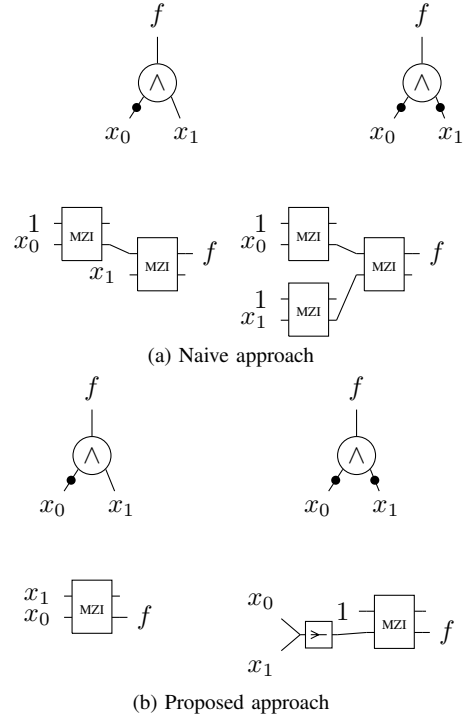 f f
∧ ∧
x₀ x₁ x₀ x₁
1 1
x₀ MZI x₀ MZI
x₁ MZI f MZI f
1
x₁ MZI
(a) Naive approach
f f
∧ ∧
x₀ x₁ x₀ x₁
x₁ x₀
x₀ MZI f 1 MZI f
x₁
(b) Proposed approach